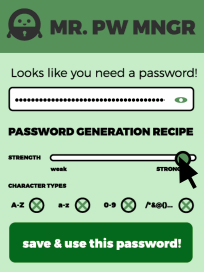 MR. PW MNGR
Looks like you need a password!
PASSWORD GENERATION RECIPE
STRENGTH
weak STRONG
CHARACTER TYPES
A-Z a-z 0-9 /*&@()...
save & use this password!